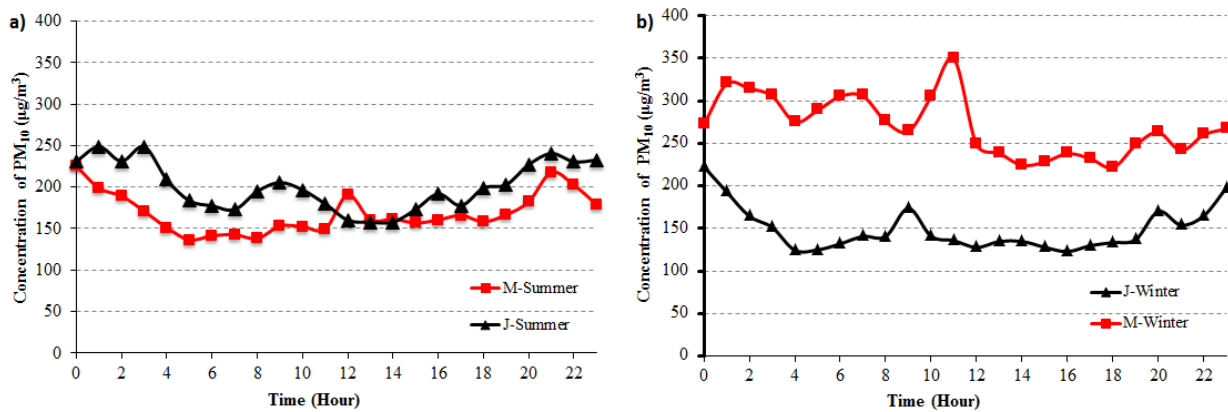 a)
Concentration of PM10 (µg/m³)
400
350
300
250
200
150
100
50
0
0 2 4 6 8 10 12 14 16 18 20 22
Time (Hour)
M-Summer
J-Summer
b)
Concentration of PM10 (µg/m³)
400
350
300
250
200
150
100
50
0
0 2 4 6 8 10 12 14 16 18 20 22
Time (Hour)
J-Winter
M-Winter